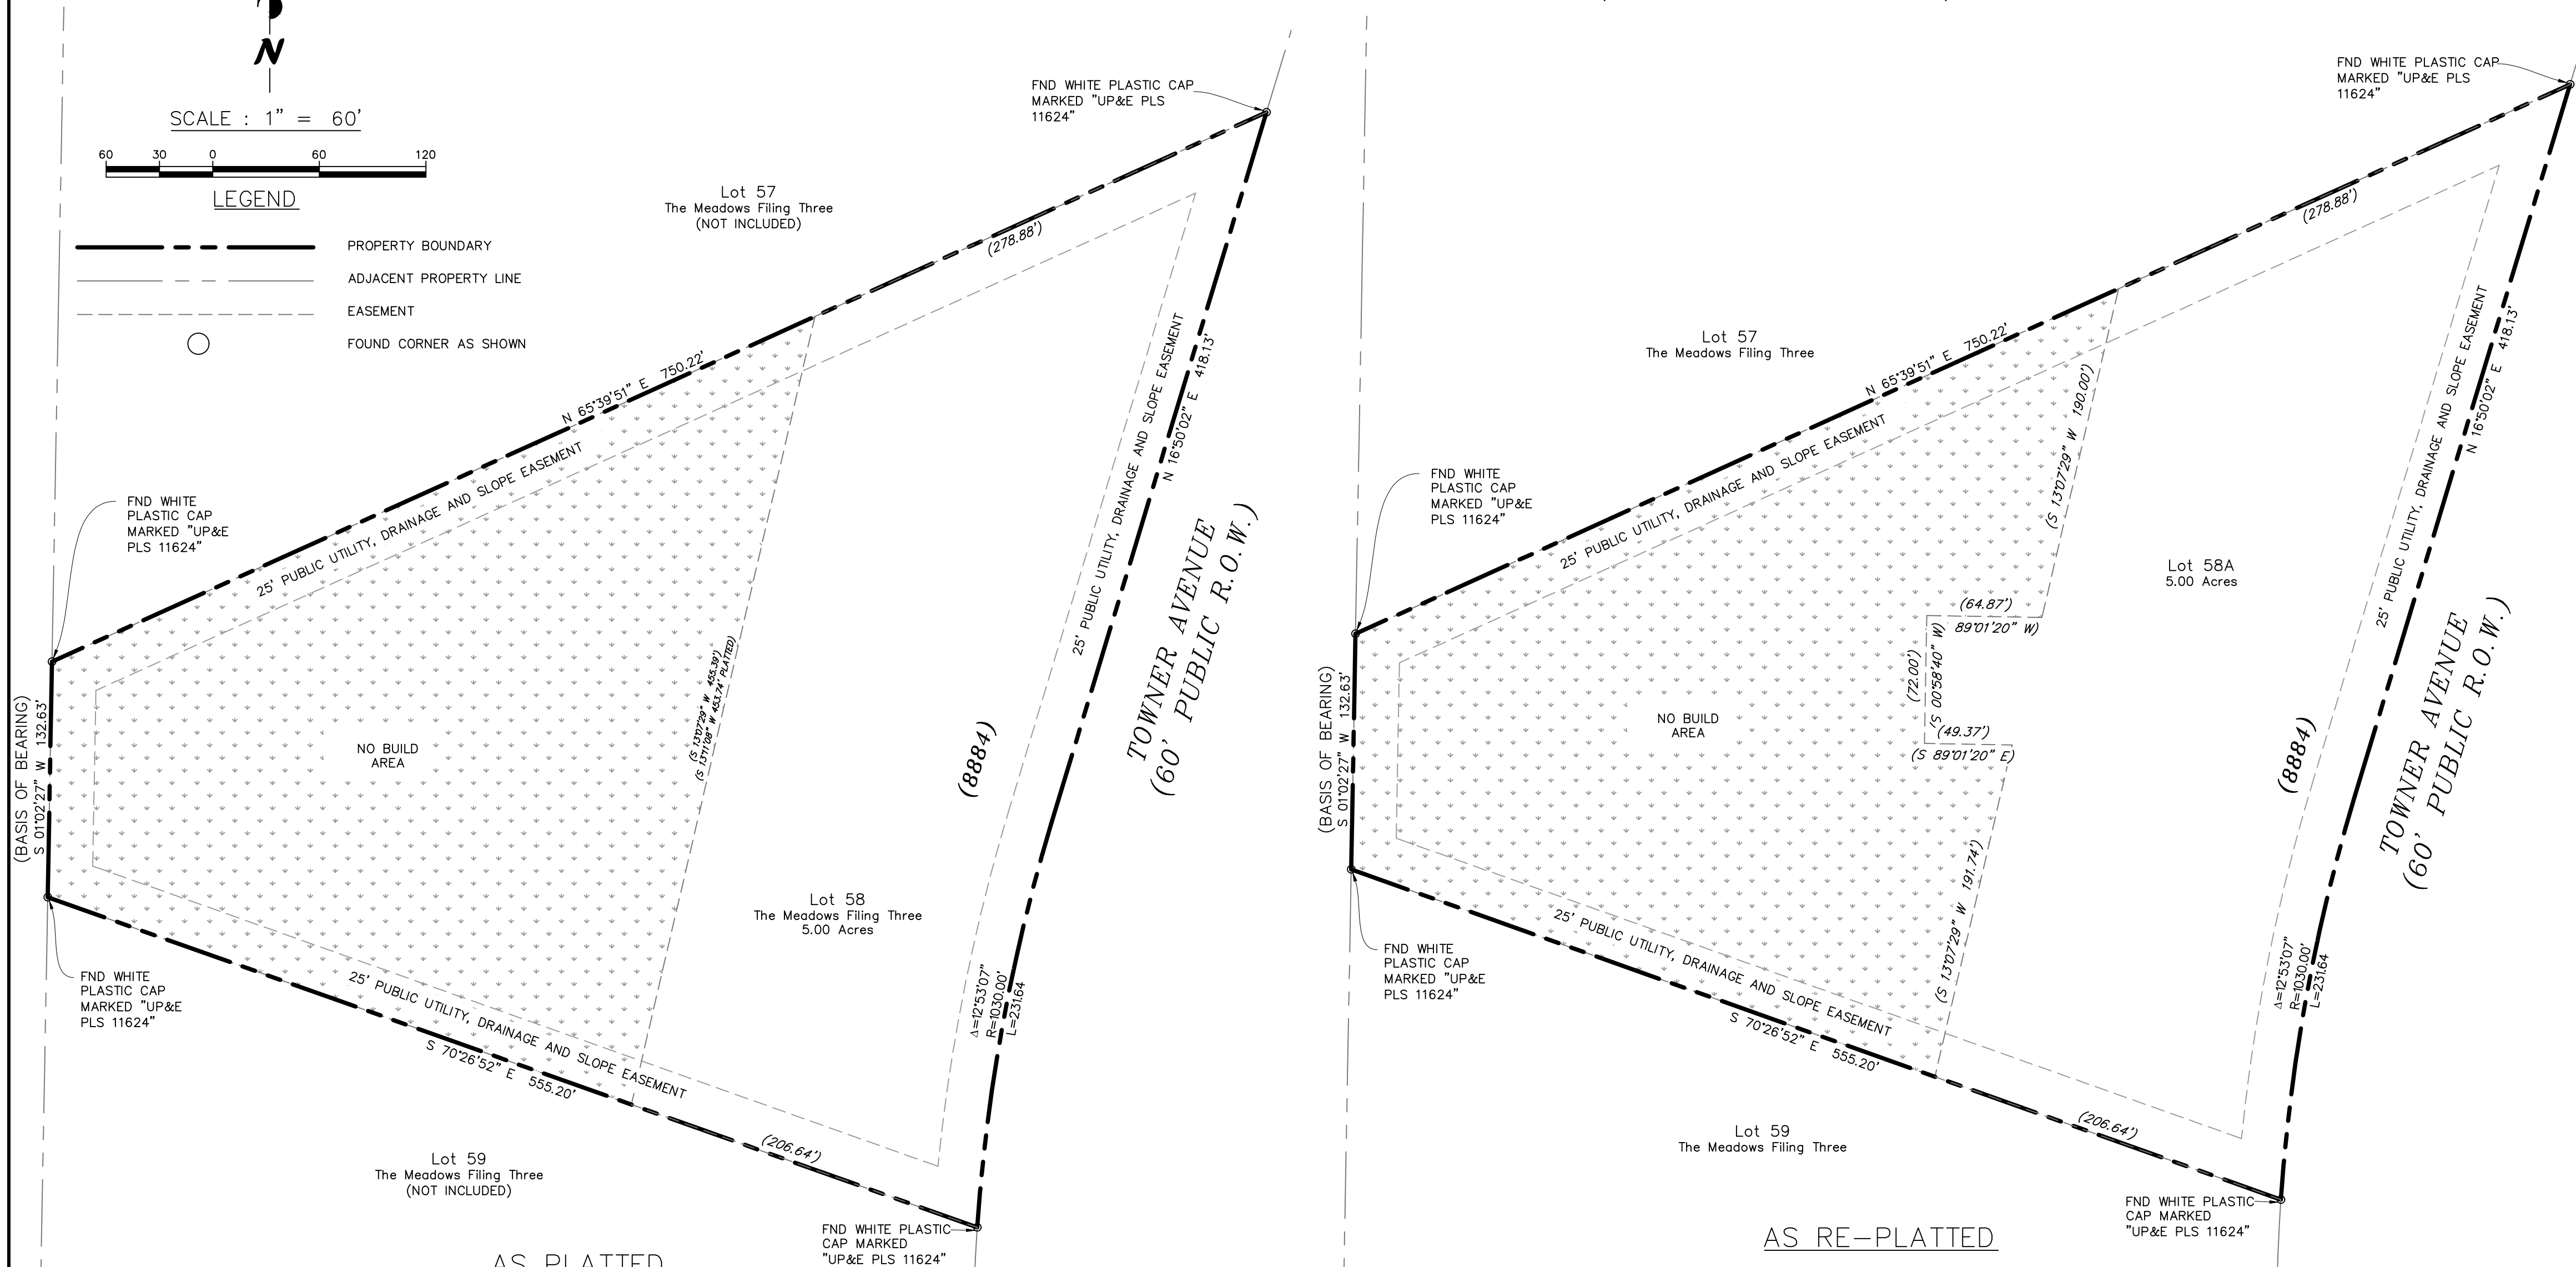 N
SCALE : 1" = 60'
60 30 0 60 120
LEGEND
PROPERTY BOUNDARY
ADJACENT PROPERTY LINE
EASEMENT
FOUND CORNER AS SHOWN
FND WHITE PLASTIC CAP
MARKED "UP&E PLS
11624"
Lot 57
The Meadows Filing Three
(NOT INCLUDED)
(278.88')
N 65°39'51" E 750.22'
25' PUBLIC UTILITY, DRAINAGE AND SLOPE EASEMENT
25' PUBLIC UTILITY, DRAINAGE AND SLOPE EASEMENT
N 16°50'02" E 418.13'
TOWNER AVENUE
(60' PUBLIC R.O.W.)
FND WHITE
PLASTIC CAP
MARKED "UP&E
PLS 11624"
(BASIS OF BEARING)
S 01°02'27" W 132.63'
NO BUILD
AREA
(S 13°07'29" W 455.39')
(S 13°11'08" W 453.74' PLATTED)
(8884)
Lot 58
The Meadows Filing Three
5.00 Acres
Δ=12°53'07"
R=1030.00'
L=231.64
FND WHITE
PLASTIC CAP
MARKED "UP&E
PLS 11624"
25' PUBLIC UTILITY, DRAINAGE AND SLOPE EASEMENT
S 70°26'52" E 555.20'
(206.64')
Lot 59
The Meadows Filing Three
(NOT INCLUDED)
FND WHITE PLASTIC
CAP MARKED
"UP&E PLS 11624"
AS PLATTED
FND WHITE PLASTIC CAP
MARKED "UP&E PLS
11624"
(278.88')
Lot 57
The Meadows Filing Three
N 65°39'51" E 750.22'
25' PUBLIC UTILITY, DRAINAGE AND SLOPE EASEMENT
(S 13°07'29" W 190.00')
25' PUBLIC UTILITY, DRAINAGE AND SLOPE EASEMENT
N 16°50'02" E 418.13'
FND WHITE
PLASTIC CAP
MARKED "UP&E
PLS 11624"
Lot 58A
5.00 Acres
(64.87')
89°01'20" W)
(72.00')
(S 00°58'40" W)
(49.37')
(S 89°01'20" E)
TOWNER AVENUE
(60' PUBLIC R.O.W.)
(BASIS OF BEARING)
S 01°02'27" W 132.63'
NO BUILD
AREA
(8884)
(S 13°07'29" W 191.74')
Δ=12°53'07"
R=1030.00'
L=231.64
FND WHITE
PLASTIC CAP
MARKED "UP&E
PLS 11624"
25' PUBLIC UTILITY, DRAINAGE AND SLOPE EASEMENT
S 70°26'52" E 555.20'
(206.64')
Lot 59
The Meadows Filing Three
FND WHITE PLASTIC
CAP MARKED
"UP&E PLS 11624"
AS RE-PLATTED